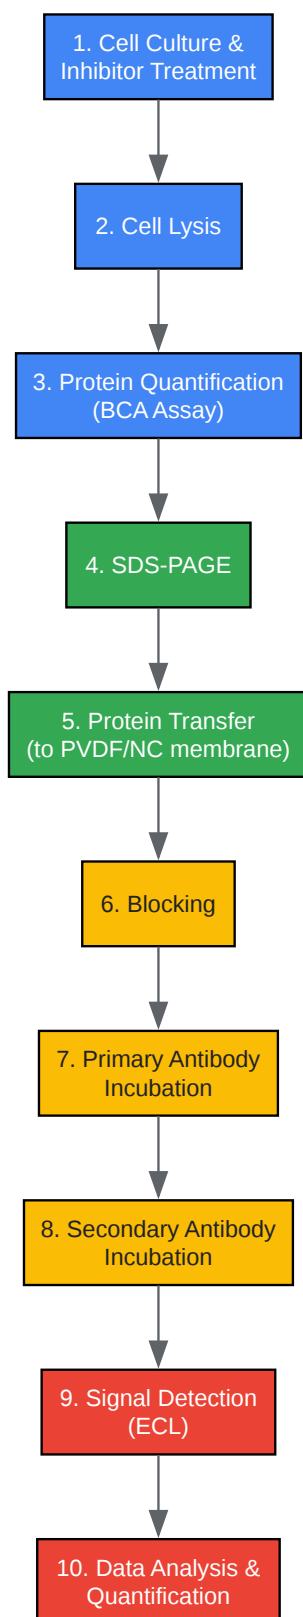 1. Cell Culture &
Inhibitor Treatment
2. Cell Lysis
3. Protein Quantification
(BCA Assay)
4. SDS-PAGE
5. Protein Transfer
(to PVDF/NC membrane)
6. Blocking
7. Primary Antibody
Incubation
8. Secondary Antibody
Incubation
9. Signal Detection
(ECL)
10. Data Analysis &
Quantification